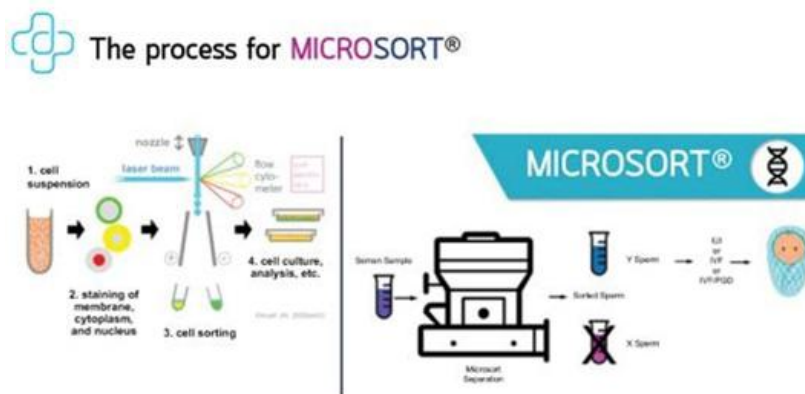 The process for MICROSORT®
nozzle
laser beam
flow
cyto-
meter
1. cell
suspension
2. staining of
membrane,
cytoplasm,
and nucleus
3. cell sorting
4. cell culture,
analysis, etc.
MICROSORT®
Semen Sample
Microsort
Separation
Sorted Sperm
Y Sperm
X Sperm
IUI
or
IVF
or
IVF/PGD